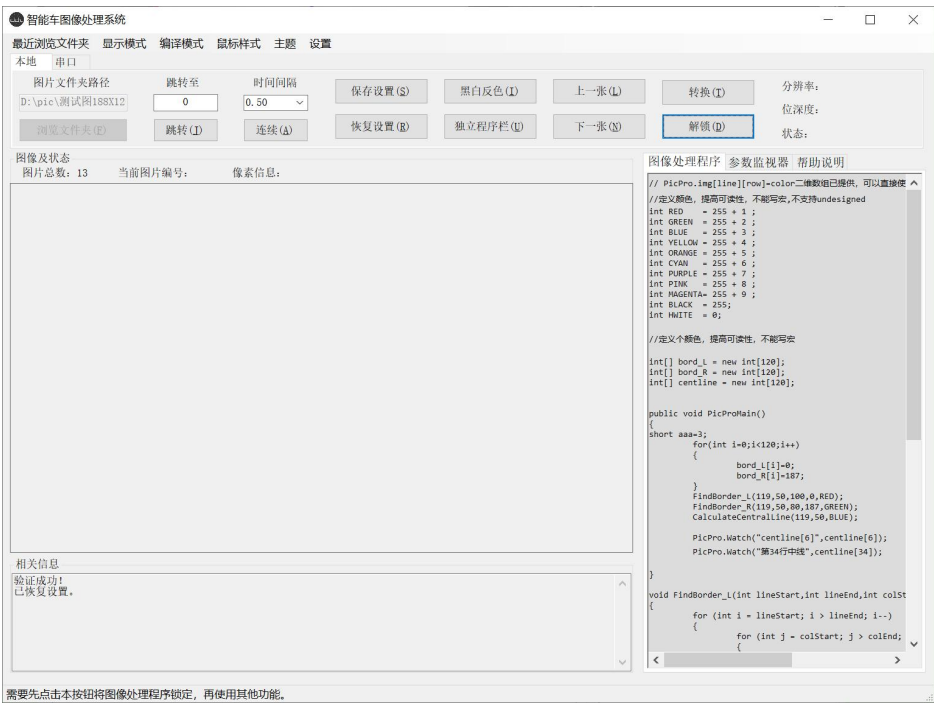 智能车图像处理系统
最近浏览文件夹 显示模式 编译模式 鼠标样式 主题 设置
本地 串口
图片文件夹路径 跳转至 时间间隔
D:\pic\测试图188X12 0 0.50
浏览文件夹(F) 跳转(J) 连续(A)
保存设置(S) 黑白反色(I) 上一张(L) 转换(T)
恢复设置(R) 独立程序栏(U) 下一张(N) 解锁(D)
分辨率:
位深度:
状态:
图像及状态
图片总数: 13 当前图片编号: 像素信息:
图像处理程序 参数监视器 帮助说明
// PicPro.img[line][row]=color二维数组已提供，可以直接使
//定义颜色，提高可读性，不能写宏,不支持undesigned
int RED = 255 + 1 ;
int GREEN = 255 + 2 ;
int BLUE = 255 + 3 ;
int YELLOW = 255 + 4 ;
int ORANGE = 255 + 5 ;
int CYAN = 255 + 6 ;
int PURPLE = 255 + 7 ;
int PINK = 255 + 8 ;
int MAGENTA= 255 + 9 ;
int BLACK = 255;
int HWITE = 0;
//定义个颜色，提高可读性，不能写宏
int[] bord_L = new int[120];
int[] bord_R = new int[120];
int[] centline = new int[120];
public void PicProMain()
{
short aaa=3;
for(int i=0;i<120;i++)
{
bord_L[i]=0;
bord_R[i]=187;
}
FindBorder_L(119,50,100,0,RED);
FindBorder_R(119,50,80,187,GREEN);
CalculateCentralLine(119,50,BLUE);
PicPro.Watch("centline[6]",centline[6]);
PicPro.Watch("第34行中线",centline[34]);
}
void FindBorder_L(int lineStart,int lineEnd,int colSt
{
for (int i = lineStart; i > lineEnd; i--)
{
for (int j = colStart; j > colEnd;
{
相关信息
验证成功!
已恢复设置。
需要先点击本按钮将图像处理程序锁定，再使用其他功能。